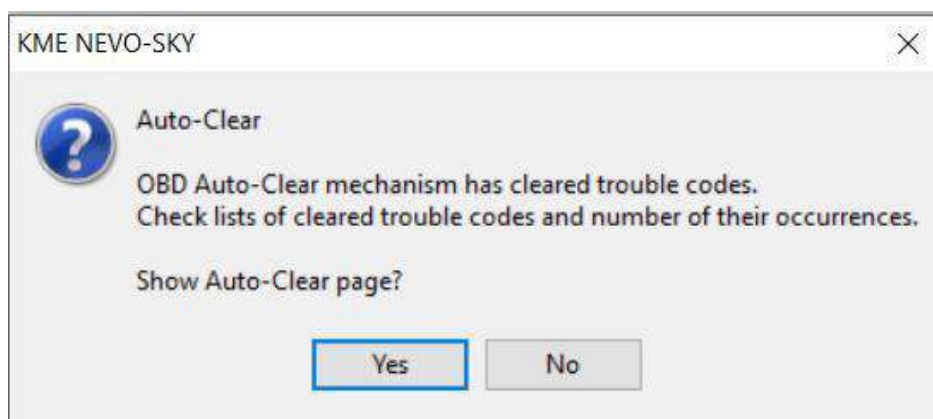 KME NEVO-SKY
Auto-Clear
OBD Auto-Clear mechanism has cleared trouble codes.
Check lists of cleared trouble codes and number of their occurrences.
Show Auto-Clear page?
Yes
No